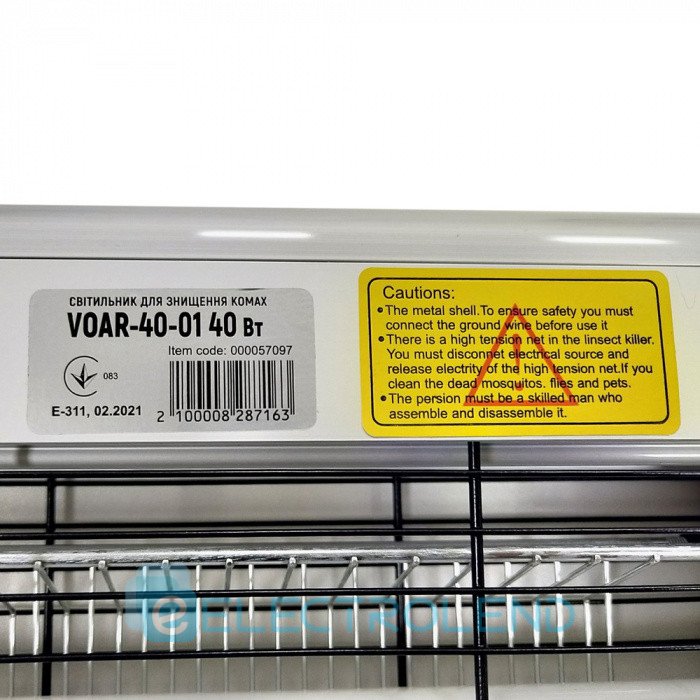 СВІТИЛЬНИК ДЛЯ ЗНИЩЕННЯ КОМАХ
VOAR-40-01 40 Вт
Item code: 000057097
083
E-311, 02.2021
2 100008 287163
Cautions:
•The metal shell.To ensure safety you must
connect the ground wine before use it
•There is a high tension net in the linsect killer.
You must disconnet electrical source and
release electrity of the high tension net.If you
clean the dead mosquitos. flies and pets.
•The persion must be a skilled man who
assemble and disassemble it.
ELECTROLEND